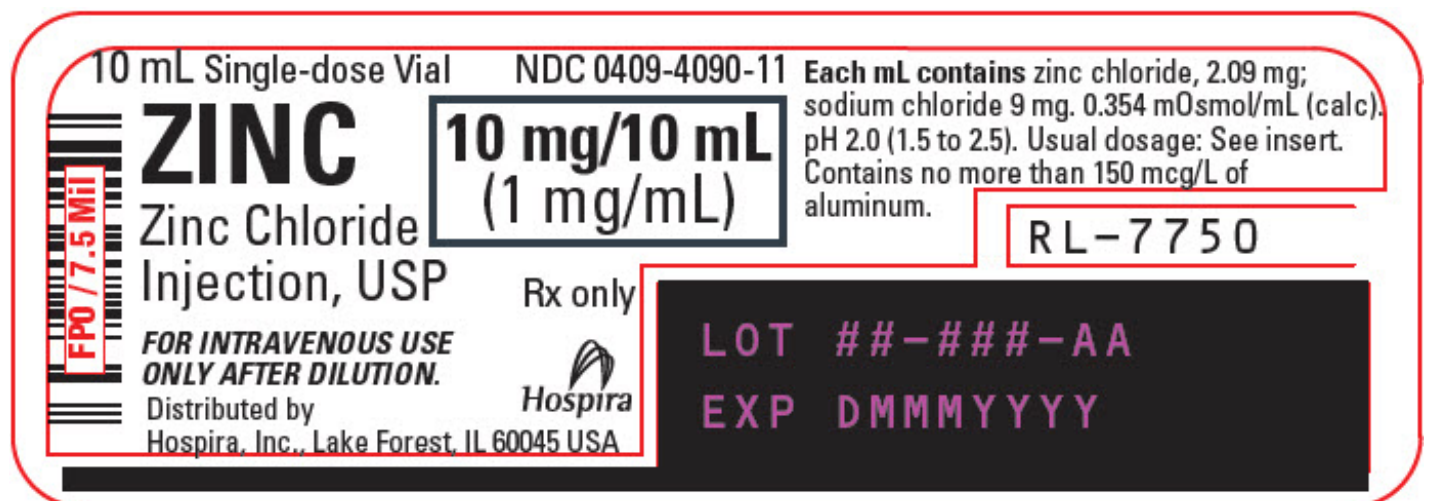 10 mL Single-dose Vial
NDC 0409-4090-11
ZINC
10 mg/10 mL
(1 mg/mL)
Zinc Chloride
Injection, USP
Rx only
FOR INTRAVENOUS USE
ONLY AFTER DILUTION.
Hospira
Distributed by
Hospira, Inc., Lake Forest, IL 60045 USA
FPO / 7.5 Mil
Each mL contains zinc chloride, 2.09 mg;
sodium chloride 9 mg. 0.354 mOsmol/mL (calc).
pH 2.0 (1.5 to 2.5). Usual dosage: See insert.
Contains no more than 150 mcg/L of
aluminum.
RL-7750
LOT ##-###-AA
EXP DMMMYYYY